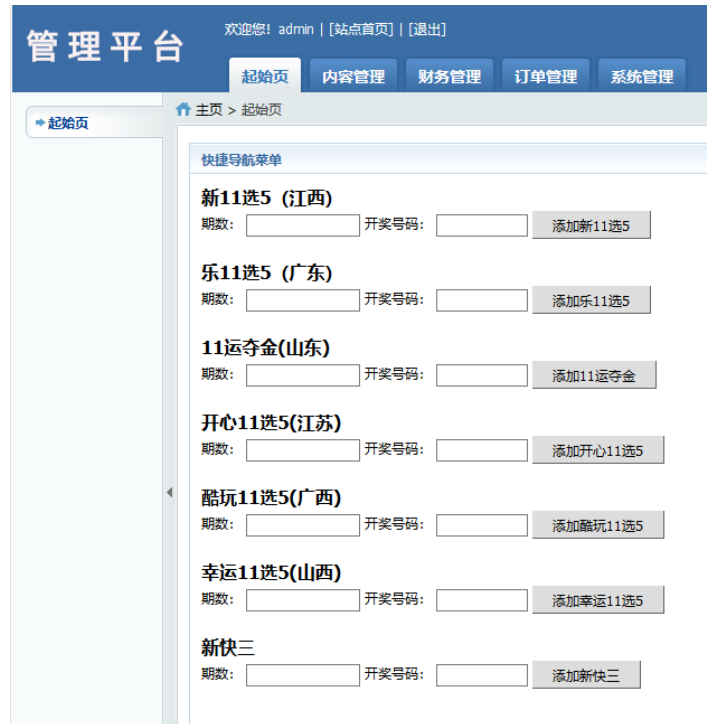 管理平台
欢迎您！admin | [站点首页] | [退出]
起始页 内容管理 财务管理 订单管理 系统管理
起始页
主页 > 起始页
快捷导航菜单
新11选5（江西）
期数： 开奖号码： 添加新11选5
乐11选5（广东）
期数： 开奖号码： 添加乐11选5
11运夺金(山东)
期数： 开奖号码： 添加11运夺金
开心11选5(江苏)
期数： 开奖号码： 添加开心11选5
酷玩11选5(广西)
期数： 开奖号码： 添加酷玩11选5
幸运11选5(山西)
期数： 开奖号码： 添加幸运11选5
新快三
期数： 开奖号码： 添加新快三